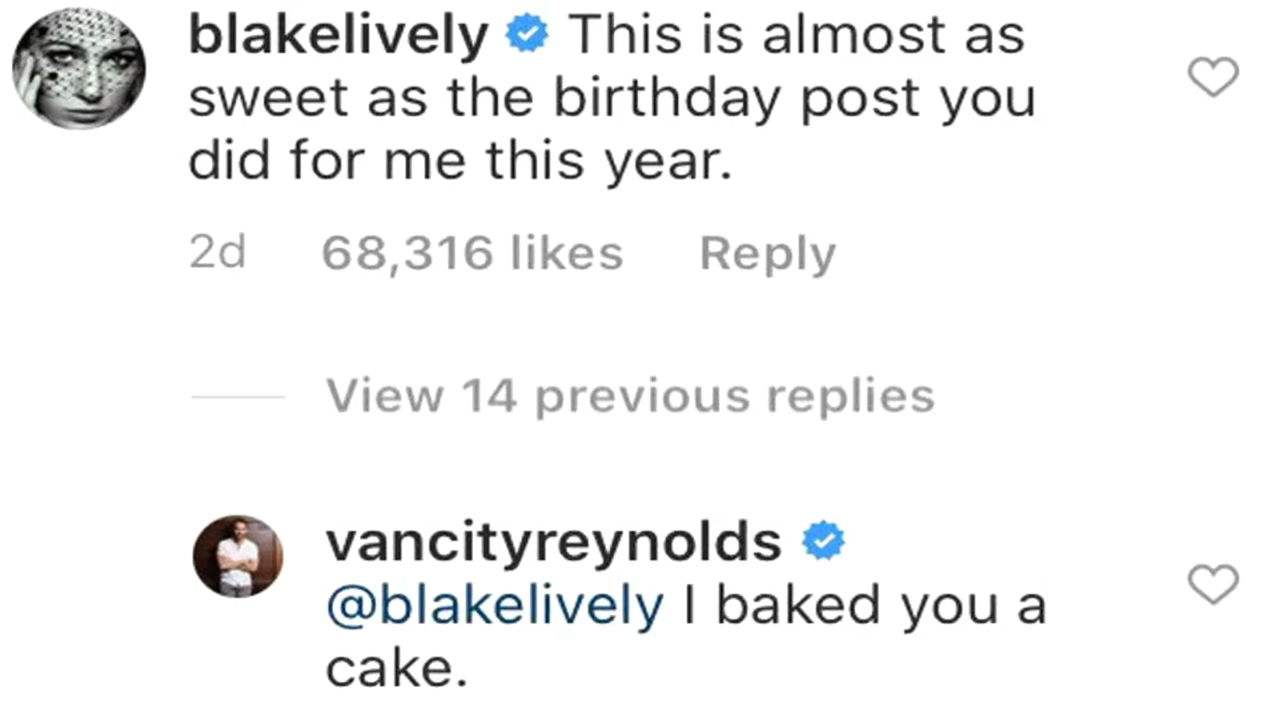 blakelively This is almost as
sweet as the birthday post you
did for me this year.
2d 68,316 likes Reply
View 14 previous replies
vancityreynolds
@blakelively I baked you a
cake.